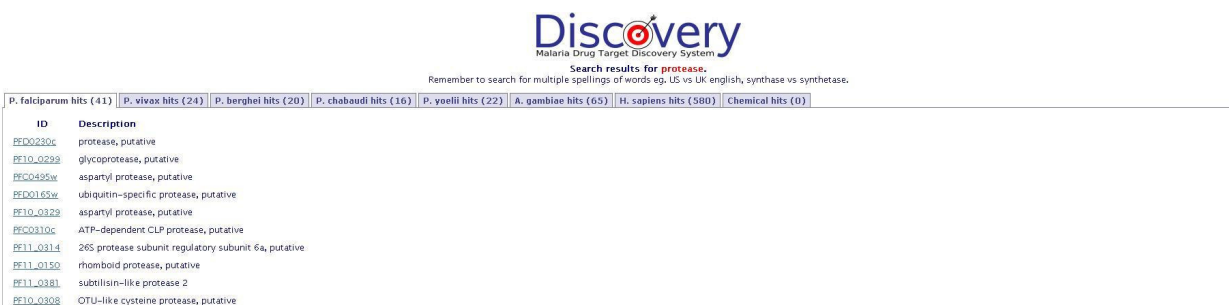 Discovery
Malaria Drug Target Discovery System
Search results for protease.
Remember to search for multiple spellings of words eg. US vs UK english, synthase vs synthetase.
P. falciparum hits (41) P. vivax hits (24) P. berghei hits (20) P. chabaudi hits (16) P. yoelii hits (22) A. gambiae hits (65) H. sapiens hits (580) Chemical hits (0)
ID Description
PFD0230c protease, putative
PF10_0299 glycoprotease, putative
PFC0495w aspartyl protease, putative
PFD0165w ubiquitin-specific protease, putative
PF10_0329 aspartyl protease, putative
PFC0310c ATP-dependent CLP protease, putative
PF11_0314 26S protease subunit regulatory subunit 6a, putative
PF11_0150 rhomboid protease, putative
PF11_0381 subtilisin-like protease 2
PF10_0308 OTU-like cysteine protease, putative